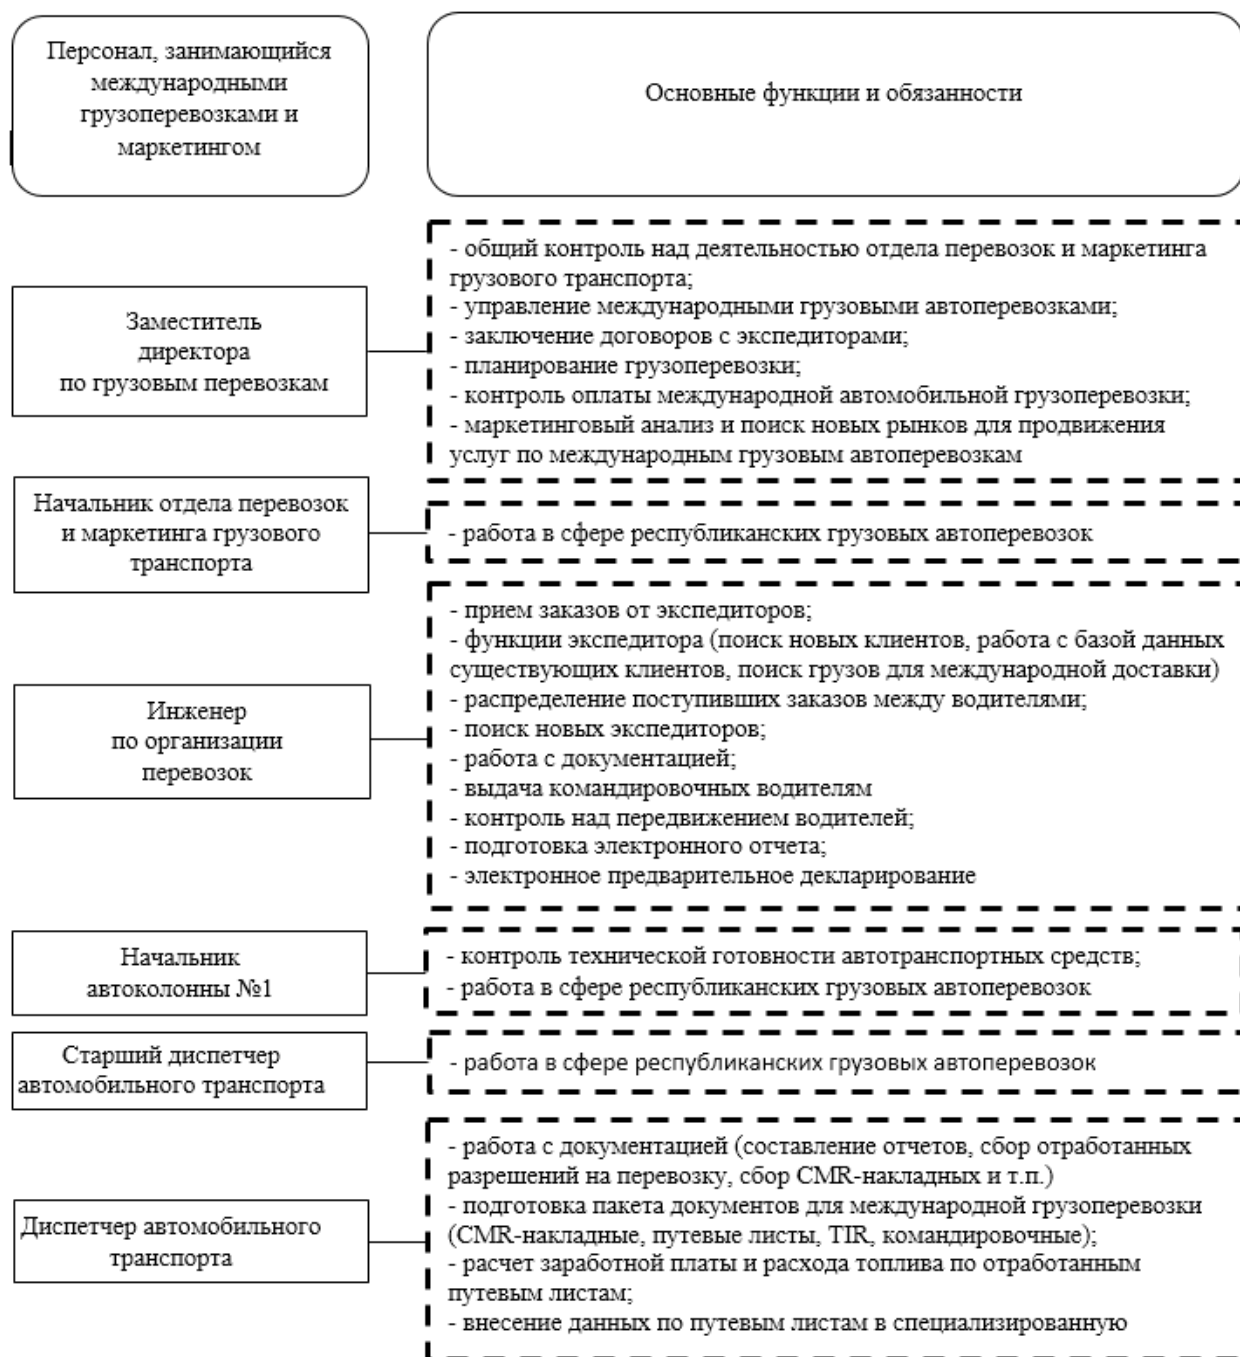 Персонал, занимающийся
международными
грузоперевозками и
маркетингом
Основные функции и обязанности
Заместитель
директора
по грузовым перевозкам
- общий контроль над деятельностью отдела перевозок и маркетинга
грузового транспорта;
- управление международными грузовыми автоперевозками;
- заключение договоров с экспедиторами;
- планирование грузоперевозки;
- контроль оплаты международной автомобильной грузоперевозки;
- маркетинговый анализ и поиск новых рынков для продвижения
услуг по международным грузовым автоперевозкам
Начальник отдела перевозок
и маркетинга грузового
транспорта
- работа в сфере республиканских грузовых автоперевозок
Инженер
по организации
перевозок
- прием заказов от экспедиторов;
- функции экспедитора (поиск новых клиентов, работа с базой данных
существующих клиентов, поиск грузов для международной доставки)
- распределение поступивших заказов между водителями;
- поиск новых экспедиторов;
- работа с документацией;
- выдача командировочных водителям
- контроль над передвижением водителей;
- подготовка электронного отчета;
- электронное предварительное декларирование
Начальник
автоколонны №1
- контроль технической готовности автотранспортных средств;
- работа в сфере республиканских грузовых автоперевозок
Старший диспетчер
автомобильного транспорта
- работа в сфере республиканских грузовых автоперевозок
Диспетчер автомобильного
транспорта
- работа с документацией (составление отчетов, сбор отработанных
разрешений на перевозку, сбор CMR-накладных и т.п.)
- подготовка пакета документов для международной грузоперевозки
(CMR-накладные, путевые листы, TIR, командировочные);
- расчет заработной платы и расхода топлива по отработанным
путевым листам;
- внесение данных по путевым листам в специализированную